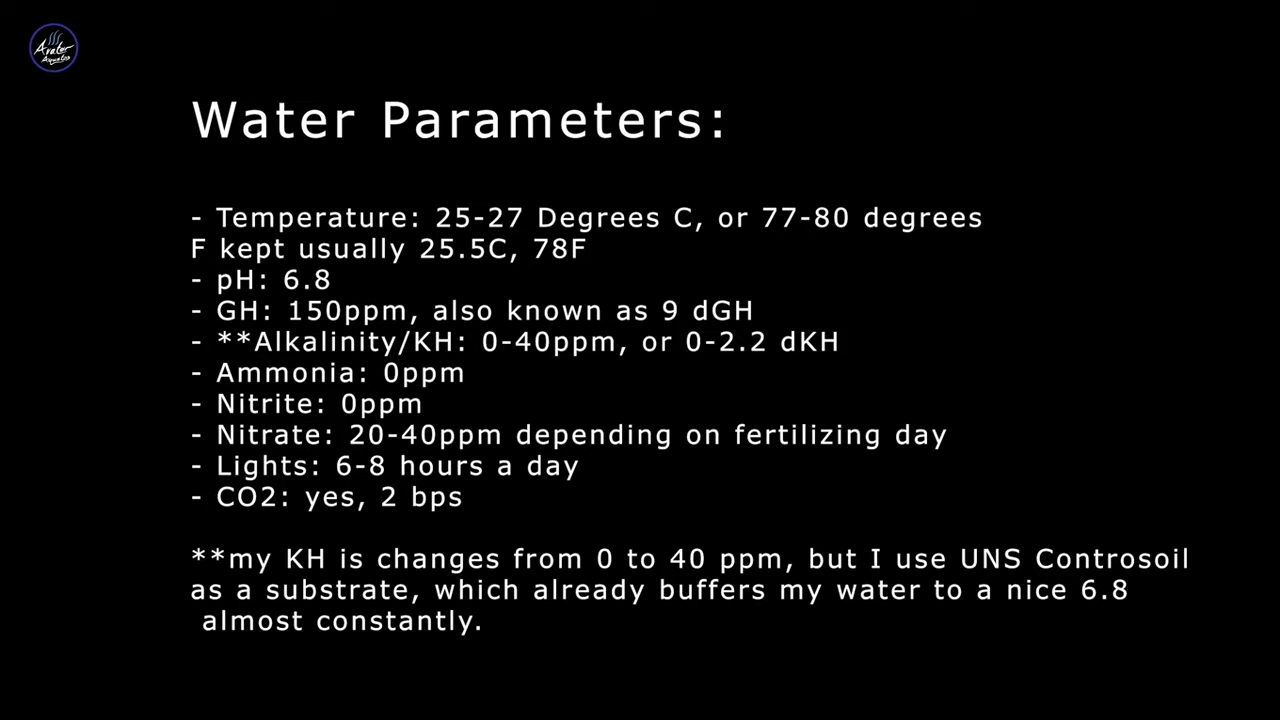 Avatar
Aquatics
Water Parameters:
- Temperature: 25-27 Degrees C, or 77-80 degrees
F kept usually 25.5C, 78F
- pH: 6.8
- GH: 150ppm, also known as 9 dGH
- **Alkalinity/KH: 0-40ppm, or 0-2.2 dKH
- Ammonia: 0ppm
- Nitrite: 0ppm
- Nitrate: 20-40ppm depending on fertilizing day
- Lights: 6-8 hours a day
- CO2: yes, 2 bps
**my KH is changes from 0 to 40 ppm, but I use UNS Controsoil
as a substrate, which already buffers my water to a nice 6.8
almost constantly.